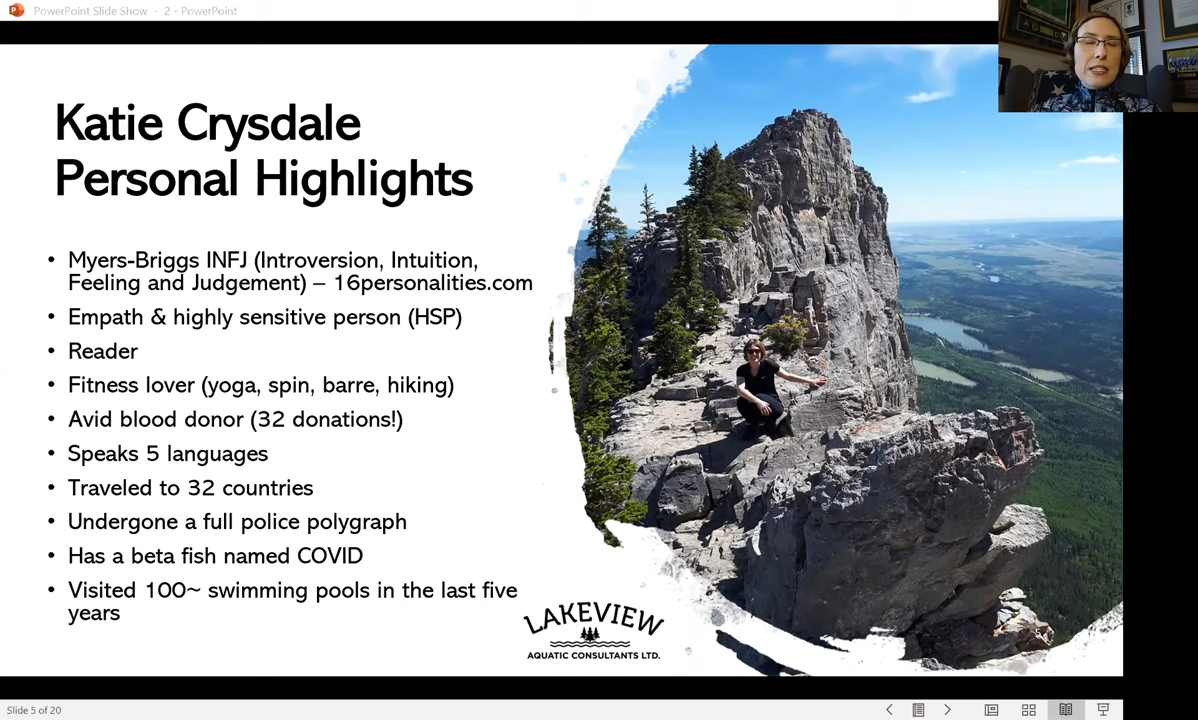 PowerPoint Slide Show - 2 - PowerPoint
Katie Crysdale
Personal Highlights
• Myers-Briggs INFJ (Introversion, Intuition,
Feeling and Judgement) – 16personalities.com
• Empath & highly sensitive person (HSP)
• Reader
• Fitness lover (yoga, spin, barre, hiking)
• Avid blood donor (32 donations!)
• Speaks 5 languages
• Traveled to 32 countries
• Undergone a full police polygraph
• Has a beta fish named COVID
• Visited 100~ swimming pools in the last five
years
LAKEVIEW
AQUATIC CONSULTANTS LTD.
Slide 5 of 20